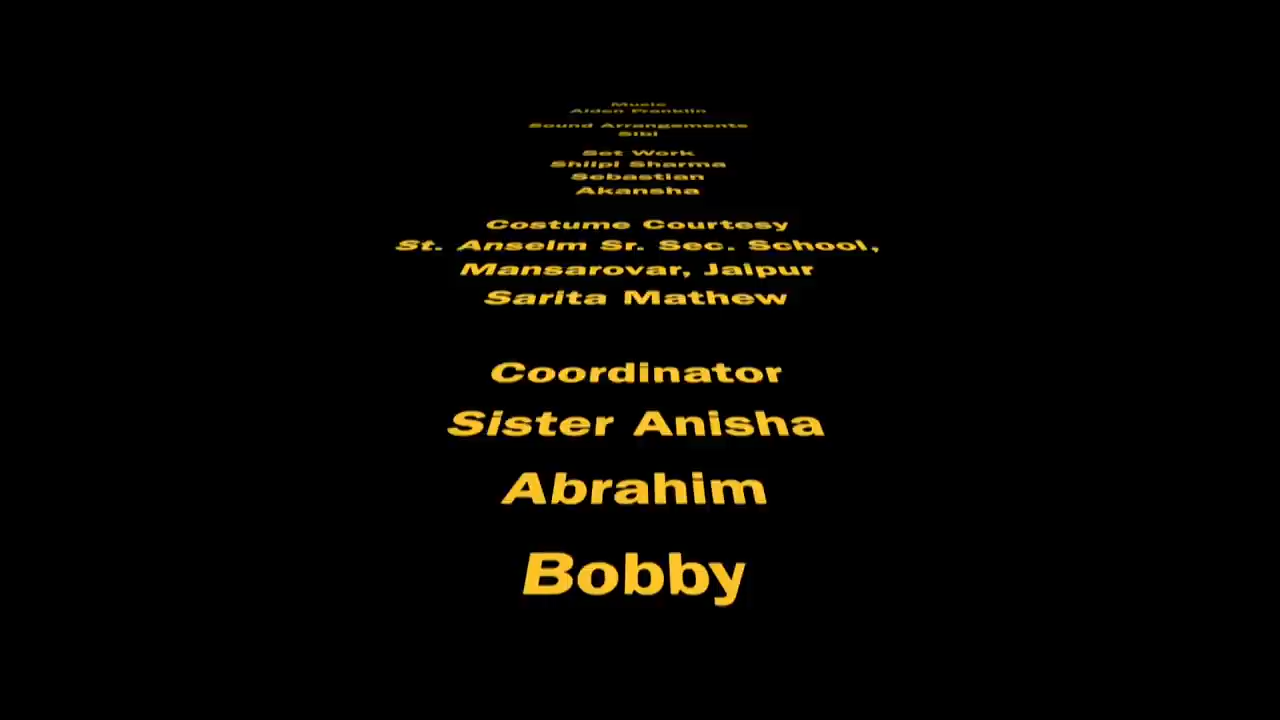 Music
Aiden Franklin
Sound Arrangements
Sibi
Set Work
Shilpi Sharma
Sebastian
Akansha
Costume Courtesy
St. Anselm Sr. Sec. School,
Mansarovar, Jaipur
Sarita Mathew
Coordinator
Sister Anisha
Abrahim
Bobby